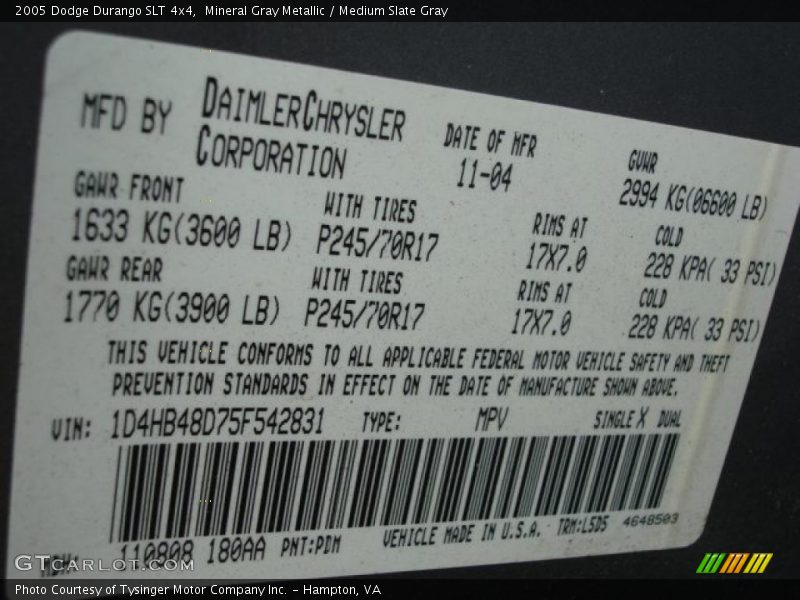 2005 Dodge Durango SLT 4x4, Mineral Gray Metallic / Medium Slate Gray
MFD BY DAIMLERCHRYSLER CORPORATION
DATE OF MFR 11-04
GVWR 2994 KG(06600 LB)
GAWR FRONT WITH TIRES RIMS AT COLD
1633 KG(3600 LB) P245/70R17 17X7.0 228 KPA( 33 PSI)
GAWR REAR WITH TIRES RIMS AT COLD
1770 KG(3900 LB) P245/70R17 17X7.0 228 KPA( 33 PSI)
THIS VEHICLE CONFORMS TO ALL APPLICABLE FEDERAL MOTOR VEHICLE SAFETY AND THEFT
PREVENTION STANDARDS IN EFFECT ON THE DATE OF MANUFACTURE SHOWN ABOVE.
VIN: 1D4HB48D75F542831 TYPE: MPV SINGLE X DUAL
MDH: 110808 180AA PNT:PDM VEHICLE MADE IN U.S.A. TRM:L5D5 4648503
GTCARLOT.COM
Photo Courtesy of Tysinger Motor Company Inc. - Hampton, VA